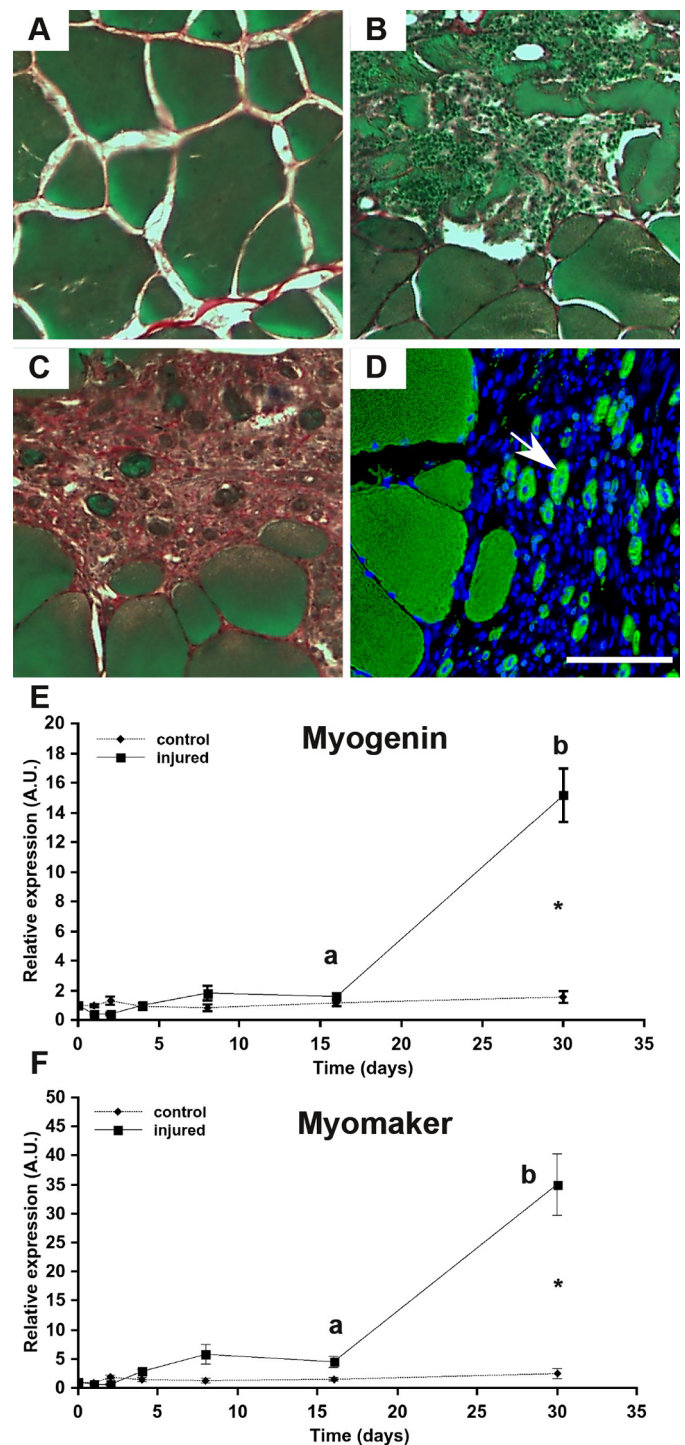 A
B
C
D
E
Myogenin
control
injured
Relative expression (A.U.)
20
18
16
14
12
10
8
6
4
2
0
a
b
*
0 5 10 15 20 25 30 35
Time (days)
F
Myomaker
control
injured
Relative expression (A.U.)
50
45
40
35
30
25
20
15
10
5
0
a
b
*
0 5 10 15 20 25 30 35
Time (days)